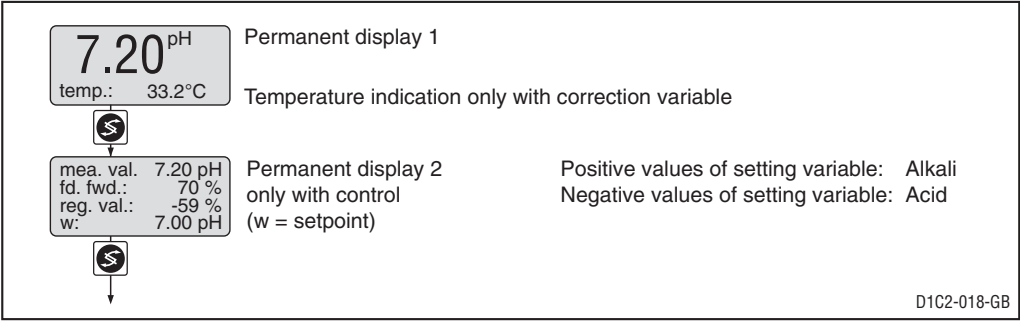 7.20 pH
temp.: 33.2°C
Permanent display 1
Temperature indication only with correction variable
mea. val. 7.20 pH
fd. fwd.: 70 %
reg. val.: -59 %
w: 7.00 pH
Permanent display 2
only with control
(w = setpoint)
Positive values of setting variable: Alkali
Negative values of setting variable: Acid
D1C2-018-GB